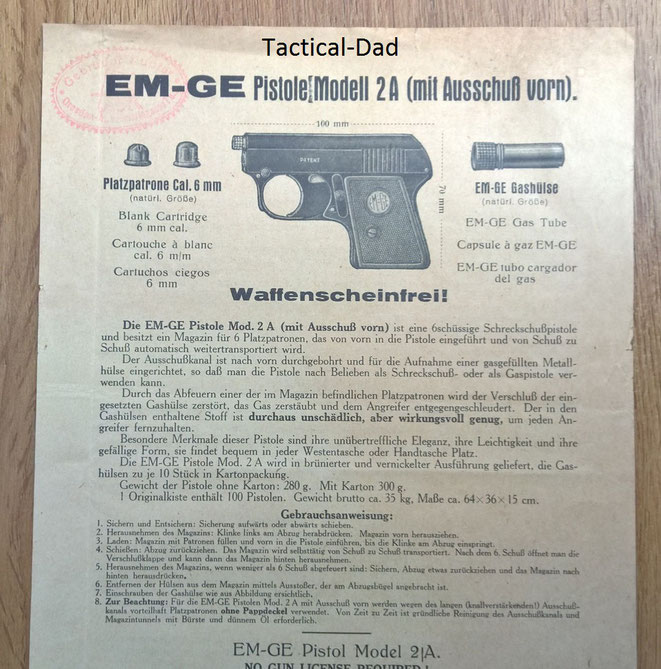 Tactical-Dad
EM-GE Pistole Modell 2A (mit Ausschuß vorn).
100 mm
PATENT
70 mm
Platzpatrone Cal. 6 mm
(natürl. Größe)
Blank Cartridge
6 mm cal.
Cartouche à blanc
cal. 6 m/m
Cartuchos ciegos
6 mm
EM-GE Gashülse
(natürl. Größe)
EM-GE Gas Tube
Capsule à gaz EM-GE
EM-GE tubo cargador
del gas
Waffenscheinfrei!
Die EM-GE Pistole Mod. 2 A (mit Ausschuß vorn) ist eine 6schüssige Schreckschußpistole
und besitzt ein Magazin für 6 Platzpatronen, das von vorn in die Pistole eingeführt und von Schuß zu
Schuß automatisch weitertransportiert wird.
Der Ausschußkanal ist nach vorn durchgebohrt und für die Aufnahme einer gasgefüllten Metall-
hülse eingerichtet, so daß man die Pistole nach Belieben als Schreckschuß- oder als Gaspistole ver-
wenden kann.
Durch das Abfeuern einer der im Magazin befindlichen Platzpatronen wird der Verschluß der ein-
gesetzten Gashülse zerstört, das Gas zerstäubt und dem Angreifer entgegengeschleudert. Der in den
Gashülsen enthaltene Stoff ist durchaus unschädlich, aber wirkungsvoll genug, um jeden An-
greifer fernzuhalten.
Besondere Merkmale dieser Pistole sind ihre unübertreffliche Eleganz, ihre Leichtigkeit und ihre
gefällige Form, sie findet bequem in jeder Westentasche oder Handtasche Platz.
Die EM-GE Pistole Mod. 2 A wird in brünierter und vernickelter Ausführung geliefert, die Gas-
hülsen zu je 10 Stück in Kartonpackung.
Gewicht der Pistole ohne Karton: 280 g. Mit Karton 300 g.
1 Originalkiste enthält 100 Pistolen. Gewicht brutto ca. 35 kg, Maße ca. 64×36×15 cm.
Gebrauchsanweisung:
1. Sichern und Entsichern: Sicherung aufwärts oder abwärts schieben.
2. Herausnehmen des Magazins: Klinke links am Abzug herabdrücken. Magazin vorn herausziehen.
3. Laden: Magazin mit Patronen füllen und vorn in die Pistole einführen, bis die Klinke am Abzug einspringt.
4. Schießen: Abzug zurückziehen. Das Magazin wird selbsttätig von Schuß zu Schuß transportiert. Nach dem 6. Schuß öffnet man die
Verschlußklappe und kann dann das Magazin hinten herausnehmen.
5. Herausnehmen des Magazins, wenn weniger als 6 Schuß abgefeuert sind: Sichern, Abzug etwas zurückziehen und das Magazin nach
hinten herausdrücken.
6. Entfernen der Hülsen aus dem Magazin mittels Ausstoßer, der am Abzugsbügel angebracht ist.
7. Einschrauben der Gashülse wie aus Abbildung ersichtlich.
8. Zur Beachtung: Für die EM-GE Pistolen Mod. 2 A mit Ausschuß vorn werden wegen des langen (knallverstärkenden!) Ausschuß-
kanals vorteilhaft Platzpatronen ohne Pappdeckel verwendet. Von Zeit zu Zeit ist gründliche Reinigung des Ausschußkanals und
Magazintunnels mit Bürste und dünnem Öl erforderlich.
EM-GE Pistol Model 2|A.
NO GUN LICENSE REQUIRED!